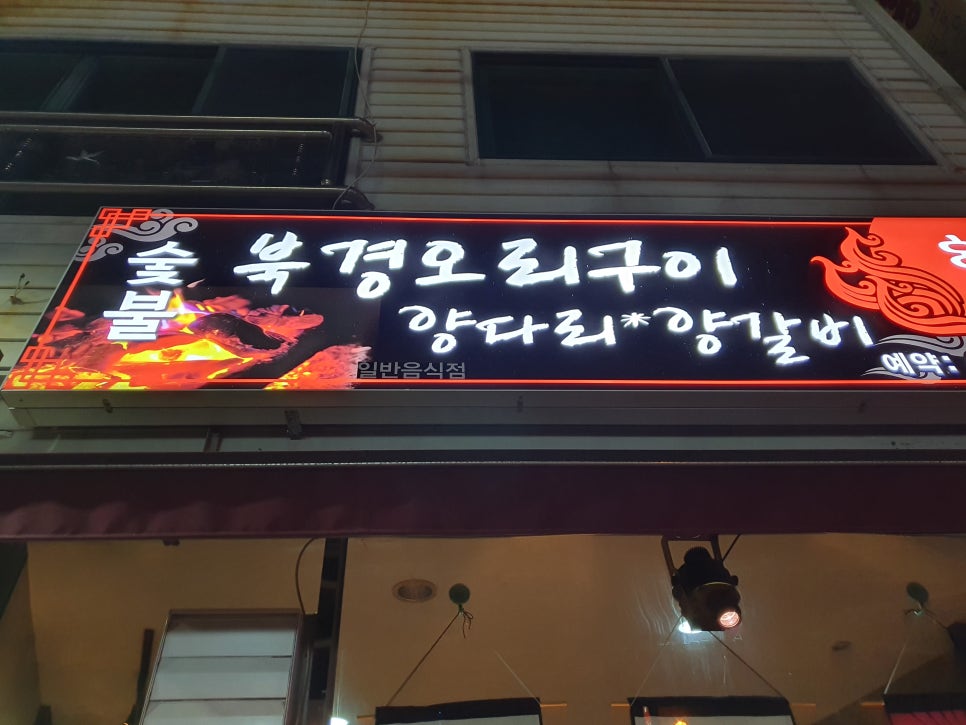 숯불
북경오리구이
양다리*양갈비
일반음식점
예약: